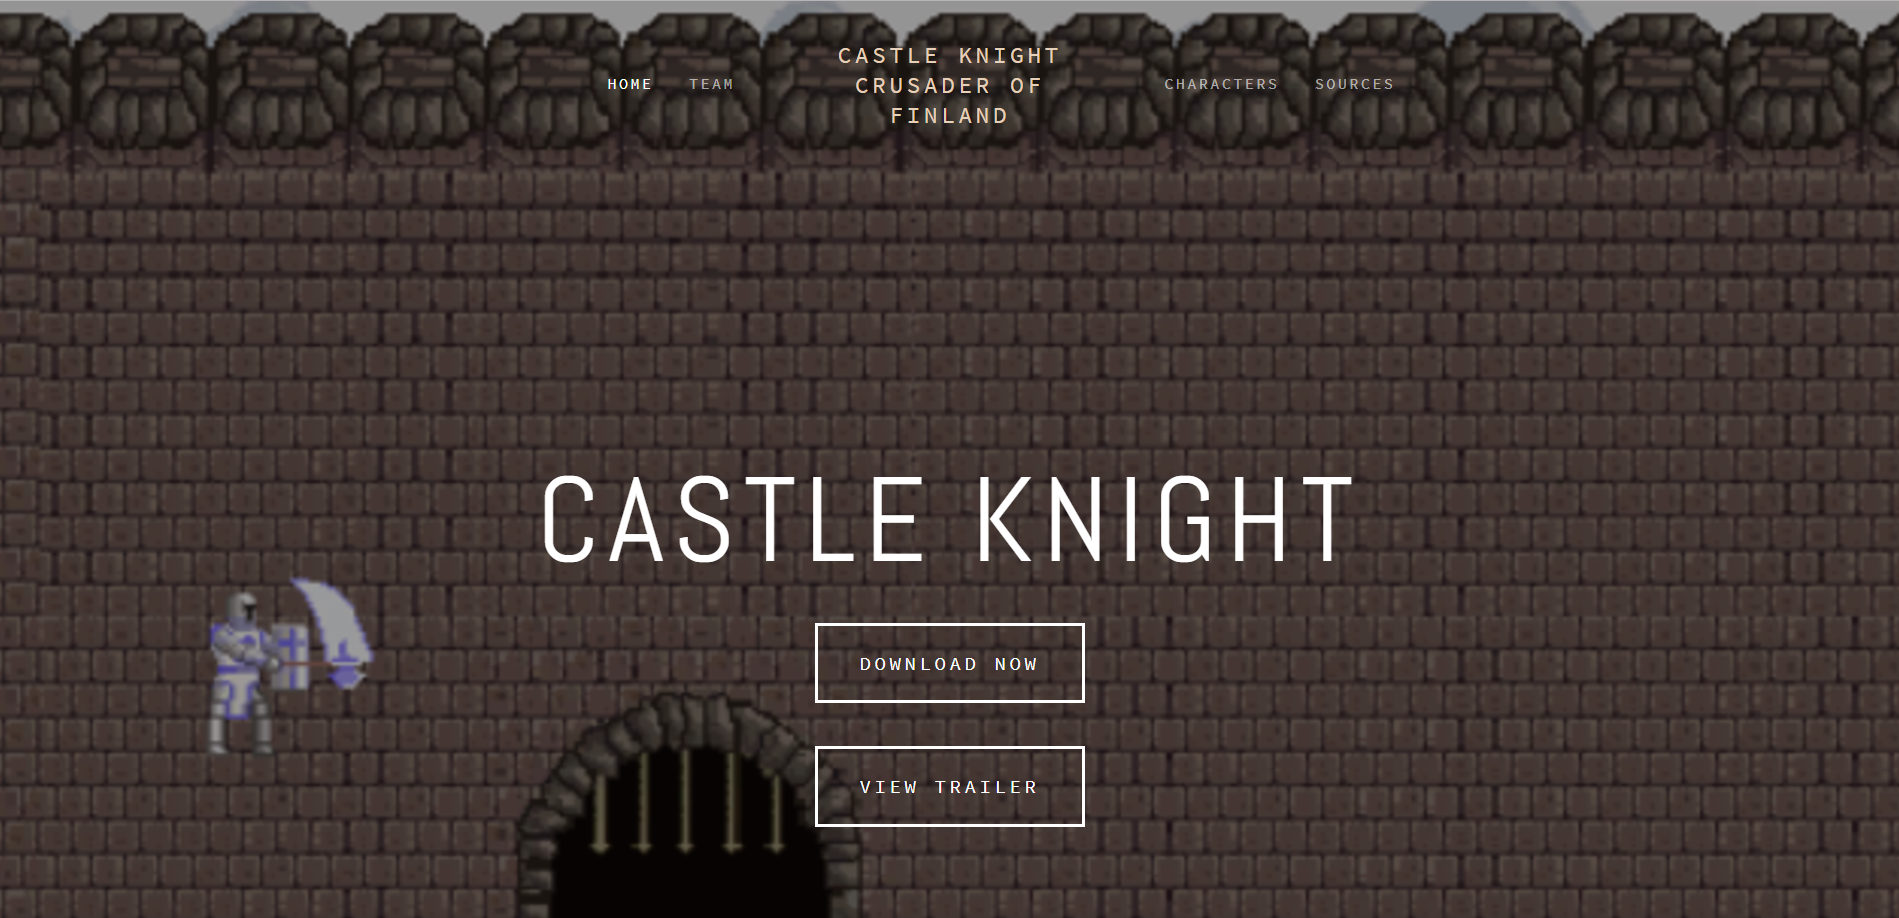 HOME TEAM
CASTLE KNIGHT
CRUSADER OF
FINLAND
CHARACTERS SOURCES
CASTLE KNIGHT
DOWNLOAD NOW
VIEW TRAILER